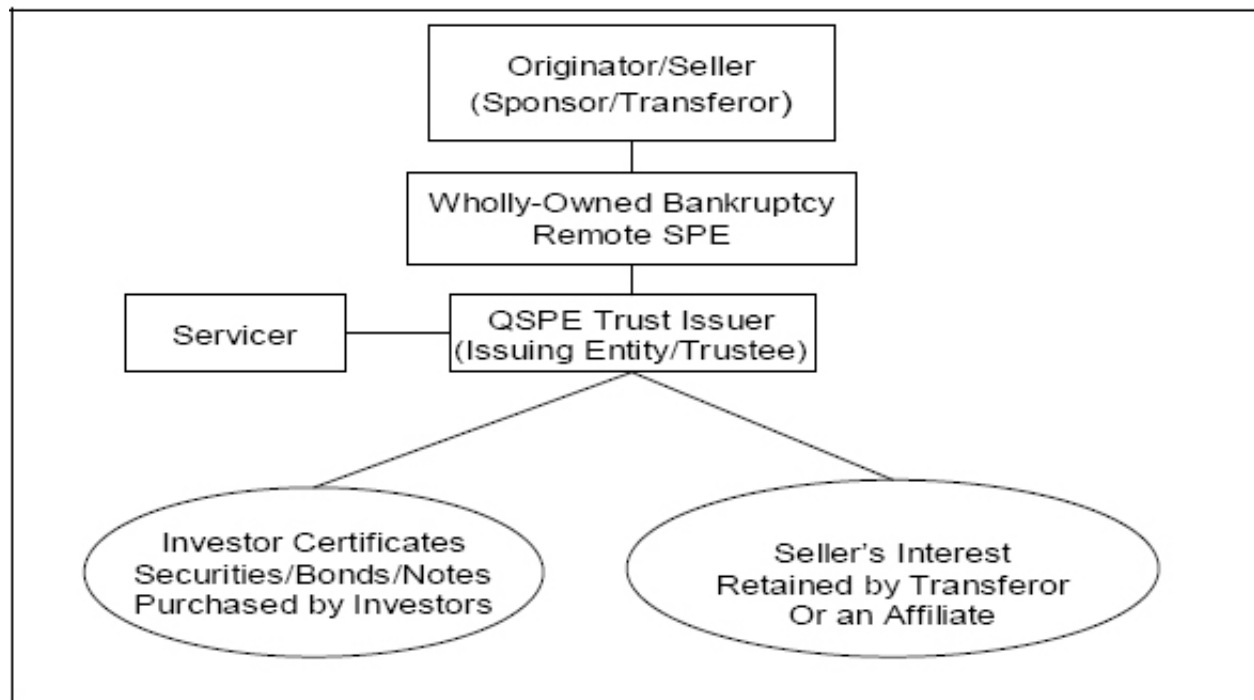 Originator/Seller
(Sponsor/Transferor)
Wholly-Owned Bankruptcy
Remote SPE
Servicer
QSPE Trust Issuer
(Issuing Entity/Trustee)
Investor Certificates
Securities/Bonds/Notes
Purchased by Investors
Seller’s Interest
Retained by Transferor
Or an Affiliate